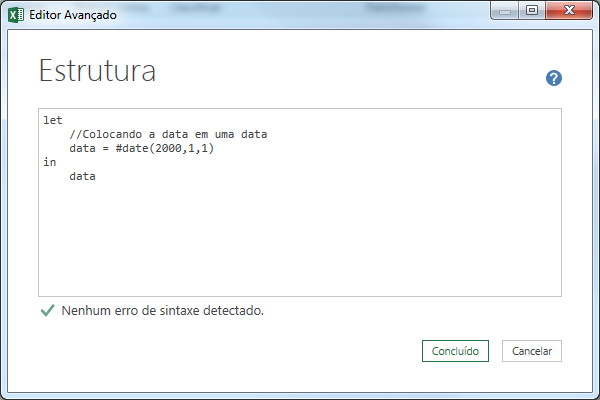 Editor Avançado
Estrutura
let
//Colocando a data em uma data
data = #date(2000,1,1)
in
data
Nenhum erro de sintaxe detectado.
Concluído
Cancelar